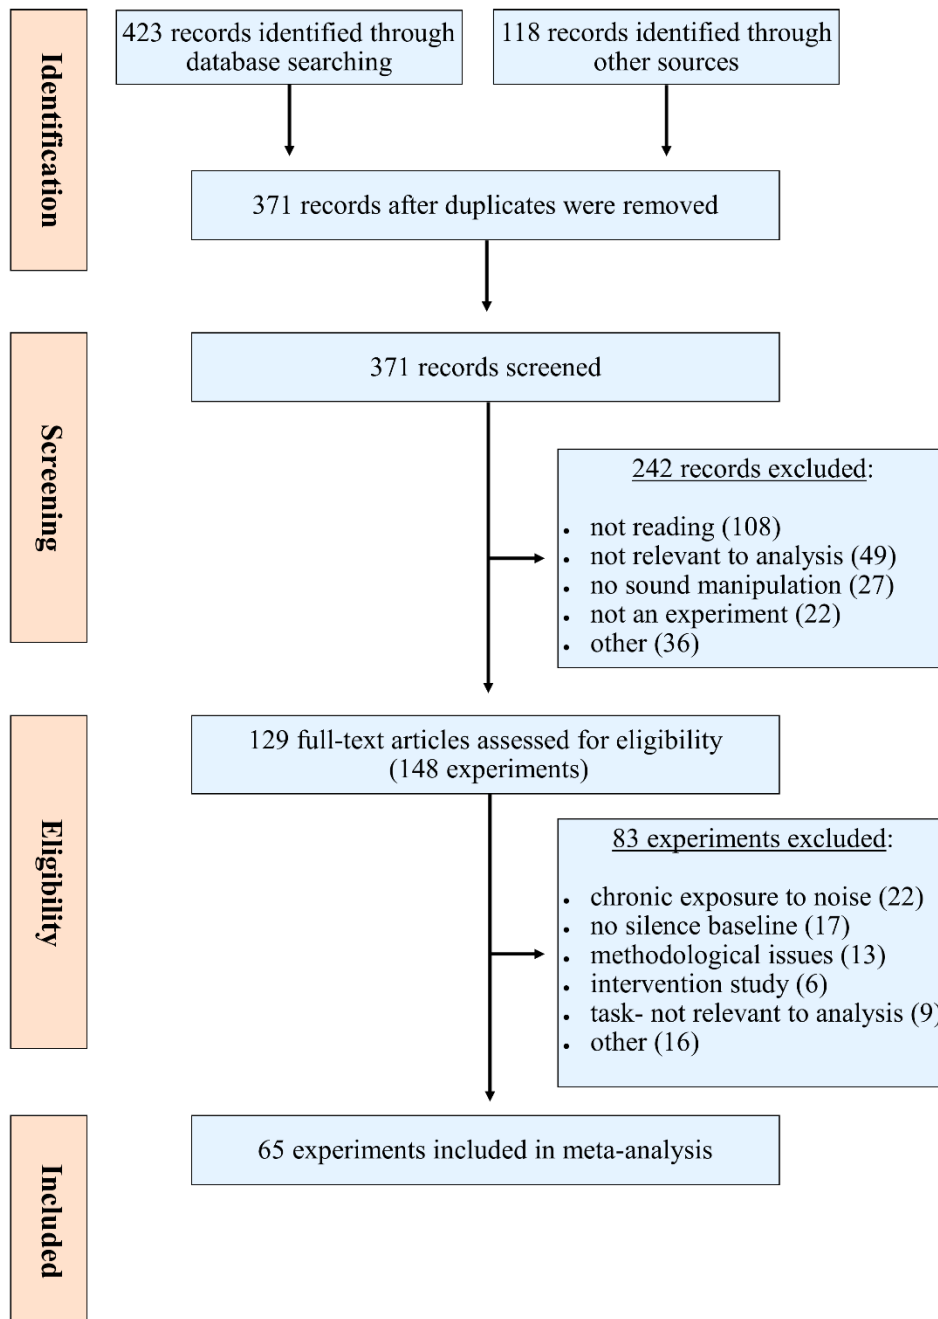 Identification
423 records identified through
database searching
118 records identified through
other sources
371 records after duplicates were removed
Screening
371 records screened
242 records excluded:
• not reading (108)
• not relevant to analysis (49)
• no sound manipulation (27)
• not an experiment (22)
• other (36)
Eligibility
129 full-text articles assessed for eligibility
(148 experiments)
83 experiments excluded:
• chronic exposure to noise (22)
• no silence baseline (17)
• methodological issues (13)
• intervention study (6)
• task- not relevant to analysis (9)
• other (16)
Included
65 experiments included in meta-analysis